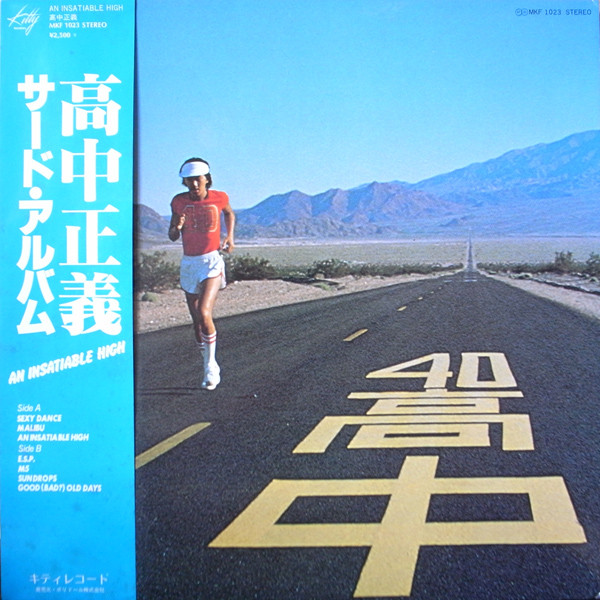 Kitty
AN INSATIABLE HIGH
高中正義
MKF 1023 STEREO
¥2,500
高中正義
サード・アルバム
AN INSATIABLE HIGH
Side A
SEXY DANCE
MALIBU
AN INSATIABLE HIGH
Side B
E.S.P.
M5
SUNDROPS
GOOD (BAD?) OLD DAYS
キティレコード
ⓅⒸMKF 1023 STEREO
40
高
中